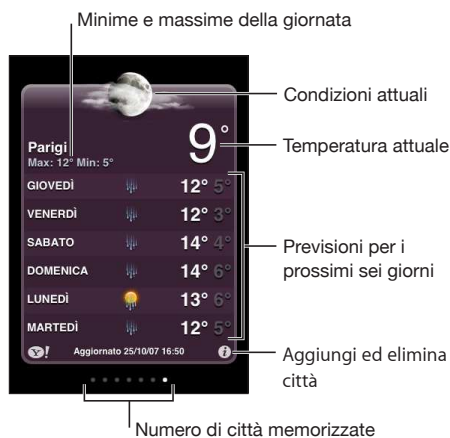 Minime e massime della giornata
Condizioni attuali
Parigi
Max: 12° Min: 5°
9°
Temperatura attuale
GIOVEDÌ 12° 5°
VENERDÌ 12° 3°
SABATO 14° 4°
DOMENICA 14° 6°
LUNEDÌ 13° 6°
MARTEDÌ 12° 5°
Previsioni per i
prossimi sei giorni
Y! Aggiornato 25/10/07 16:50 i
Aggiungi ed elimina
città
Numero di città memorizzate